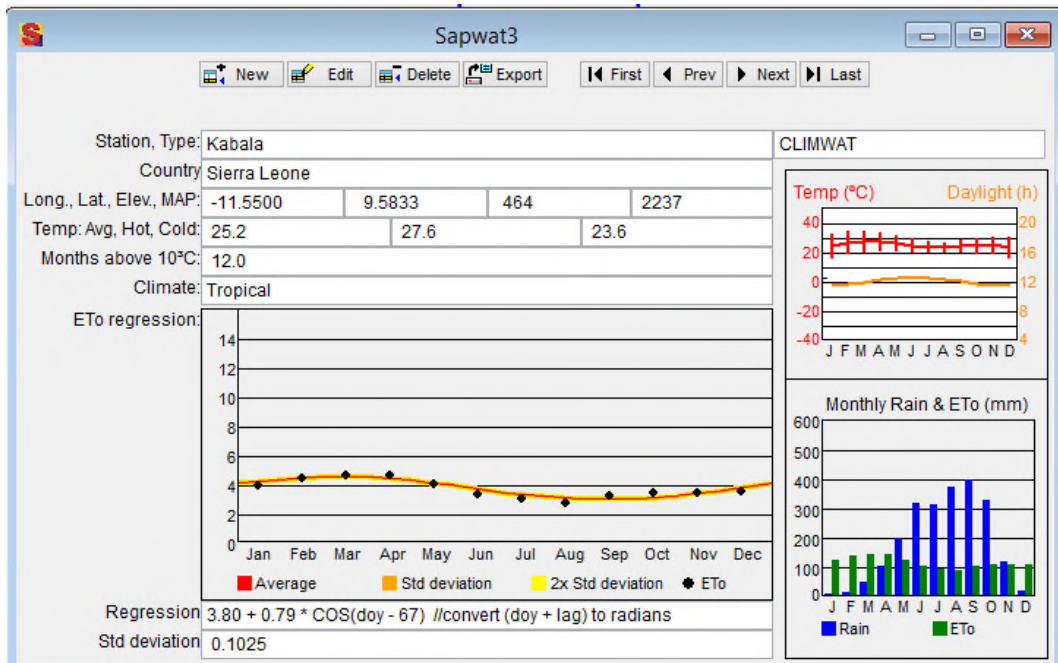 Sapwat3
New Edit Delete Export First Prev Next Last
Station, Type: Kabala CLIMWAT
Country Sierra Leone
Long., Lat., Elev., MAP: -11.5500 9.5833 464 2237
Temp: Avg, Hot, Cold: 25.2 27.6 23.6
Months above 10ºC: 12.0
Climate: Tropical
ETo regression:
14
12
10
8
6
4
2
0
Jan Feb Mar Apr May Jun Jul Aug Sep Oct Nov Dec
Average Std deviation 2x Std deviation ETo
Regression 3.80 + 0.79 * COS(doy - 67) //convert (doy + lag) to radians
Std deviation 0.1025
Temp (ºC) Daylight (h)
40 20
20 16
0 12
-20 8
-40 4
J F M A M J J A S O N D
Monthly Rain & ETo (mm)
600
500
400
300
200
100
0
J F M A M J J A S O N D
Rain ETo